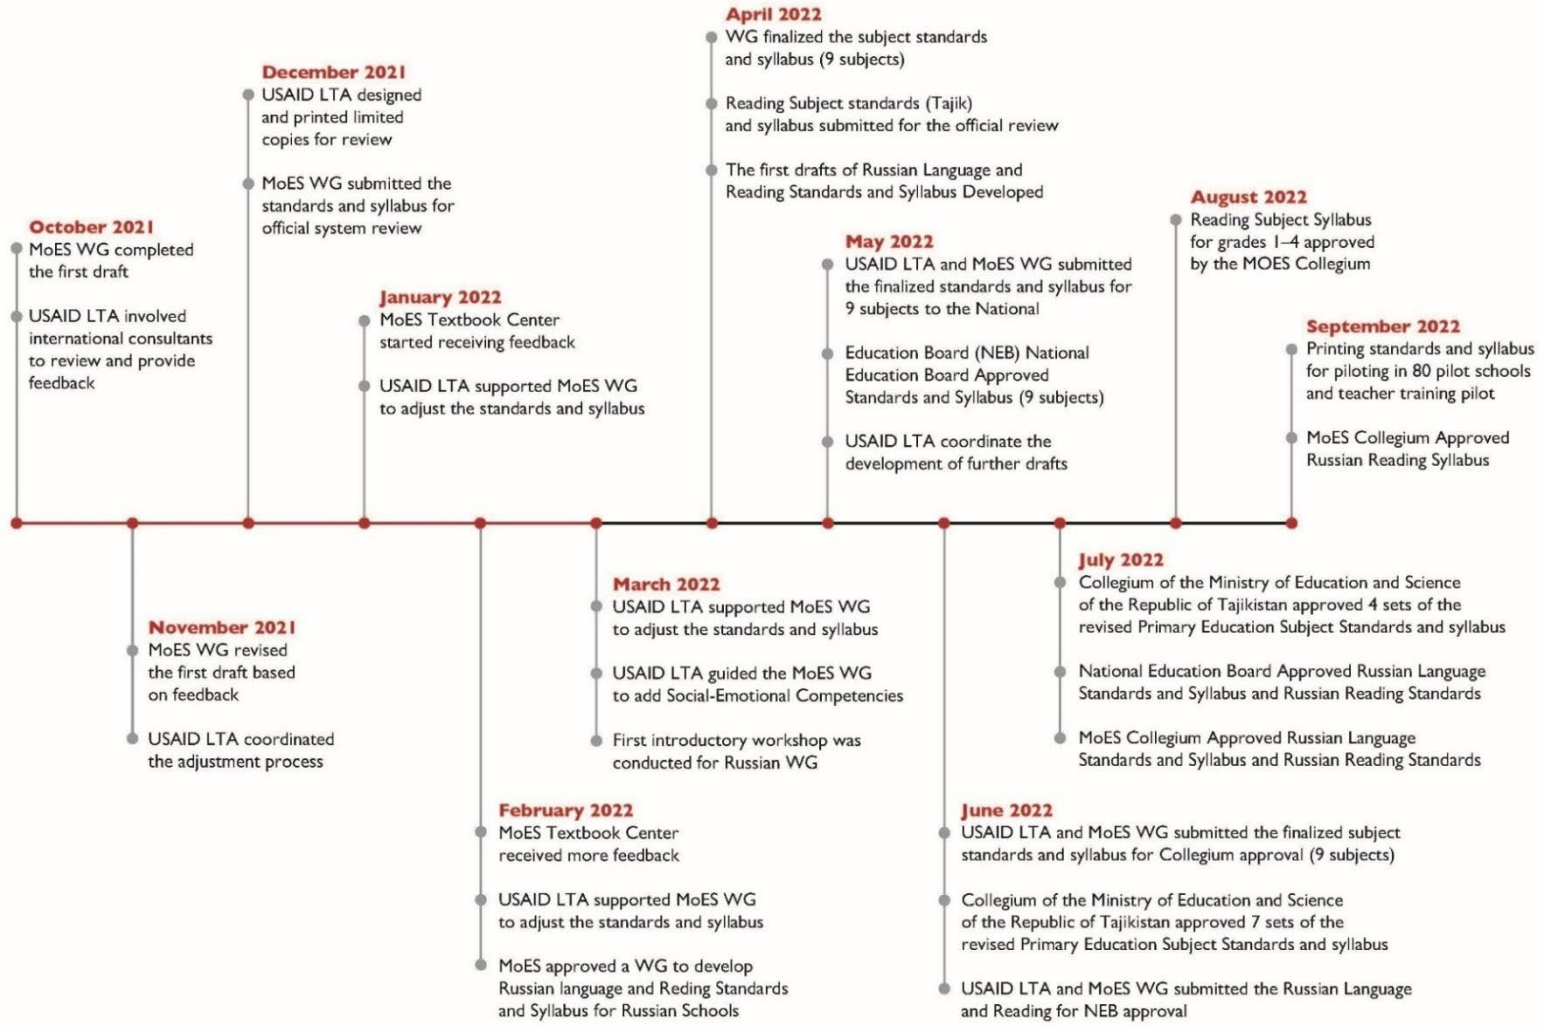 October 2021
MoES WG completed
the first draft
USAID LTA involved
international consultants
to review and provide
feedback
November 2021
MoES WG revised
the first draft based
on feedback
USAID LTA coordinated
the adjustment process
December 2021
USAID LTA designed
and printed limited
copies for review
MoES WG submitted the
standards and syllabus for
official system review
January 2022
MoES Textbook Center
started receiving feedback
USAID LTA supported MoES WG
to adjust the standards and syllabus
February 2022
MoES Textbook Center
received more feedback
USAID LTA supported MoES WG
to adjust the standards and syllabus
MoES approved a WG to develop
Russian language and Reding Standards
and Syllabus for Russian Schools
March 2022
USAID LTA supported MoES WG
to adjust the standards and syllabus
USAID LTA guided the MoES WG
to add Social-Emotional Competencies
First introductory workshop was
conducted for Russian WG
April 2022
WG finalized the subject standards
and syllabus (9 subjects)
Reading Subject standards (Tajik)
and syllabus submitted for the official review
The first drafts of Russian Language and
Reading Standards and Syllabus Developed
May 2022
USAID LTA and MoES WG submitted
the finalized standards and syllabus for
9 subjects to the National
Education Board (NEB) National
Education Board Approved
Standards and Syllabus (9 subjects)
USAID LTA coordinate the
development of further drafts
June 2022
USAID LTA and MoES WG submitted the finalized subject
standards and syllabus for Collegium approval (9 subjects)
Collegium of the Ministry of Education and Science
of the Republic of Tajikistan approved 7 sets of the
revised Primary Education Subject Standards and syllabus
USAID LTA and MoES WG submitted the Russian Language
and Reading for NEB approval
July 2022
Collegium of the Ministry of Education and Science
of the Republic of Tajikistan approved 4 sets of the
revised Primary Education Subject Standards and syllabus
National Education Board Approved Russian Language
Standards and Syllabus and Russian Reading Standards
MoES Collegium Approved Russian Language
Standards and Syllabus and Russian Reading Standards
August 2022
Reading Subject Syllabus
for grades 1–4 approved
by the MOES Collegium
September 2022
Printing standards and syllabus
for piloting in 80 pilot schools
and teacher training pilot
MoES Collegium Approved
Russian Reading Syllabus